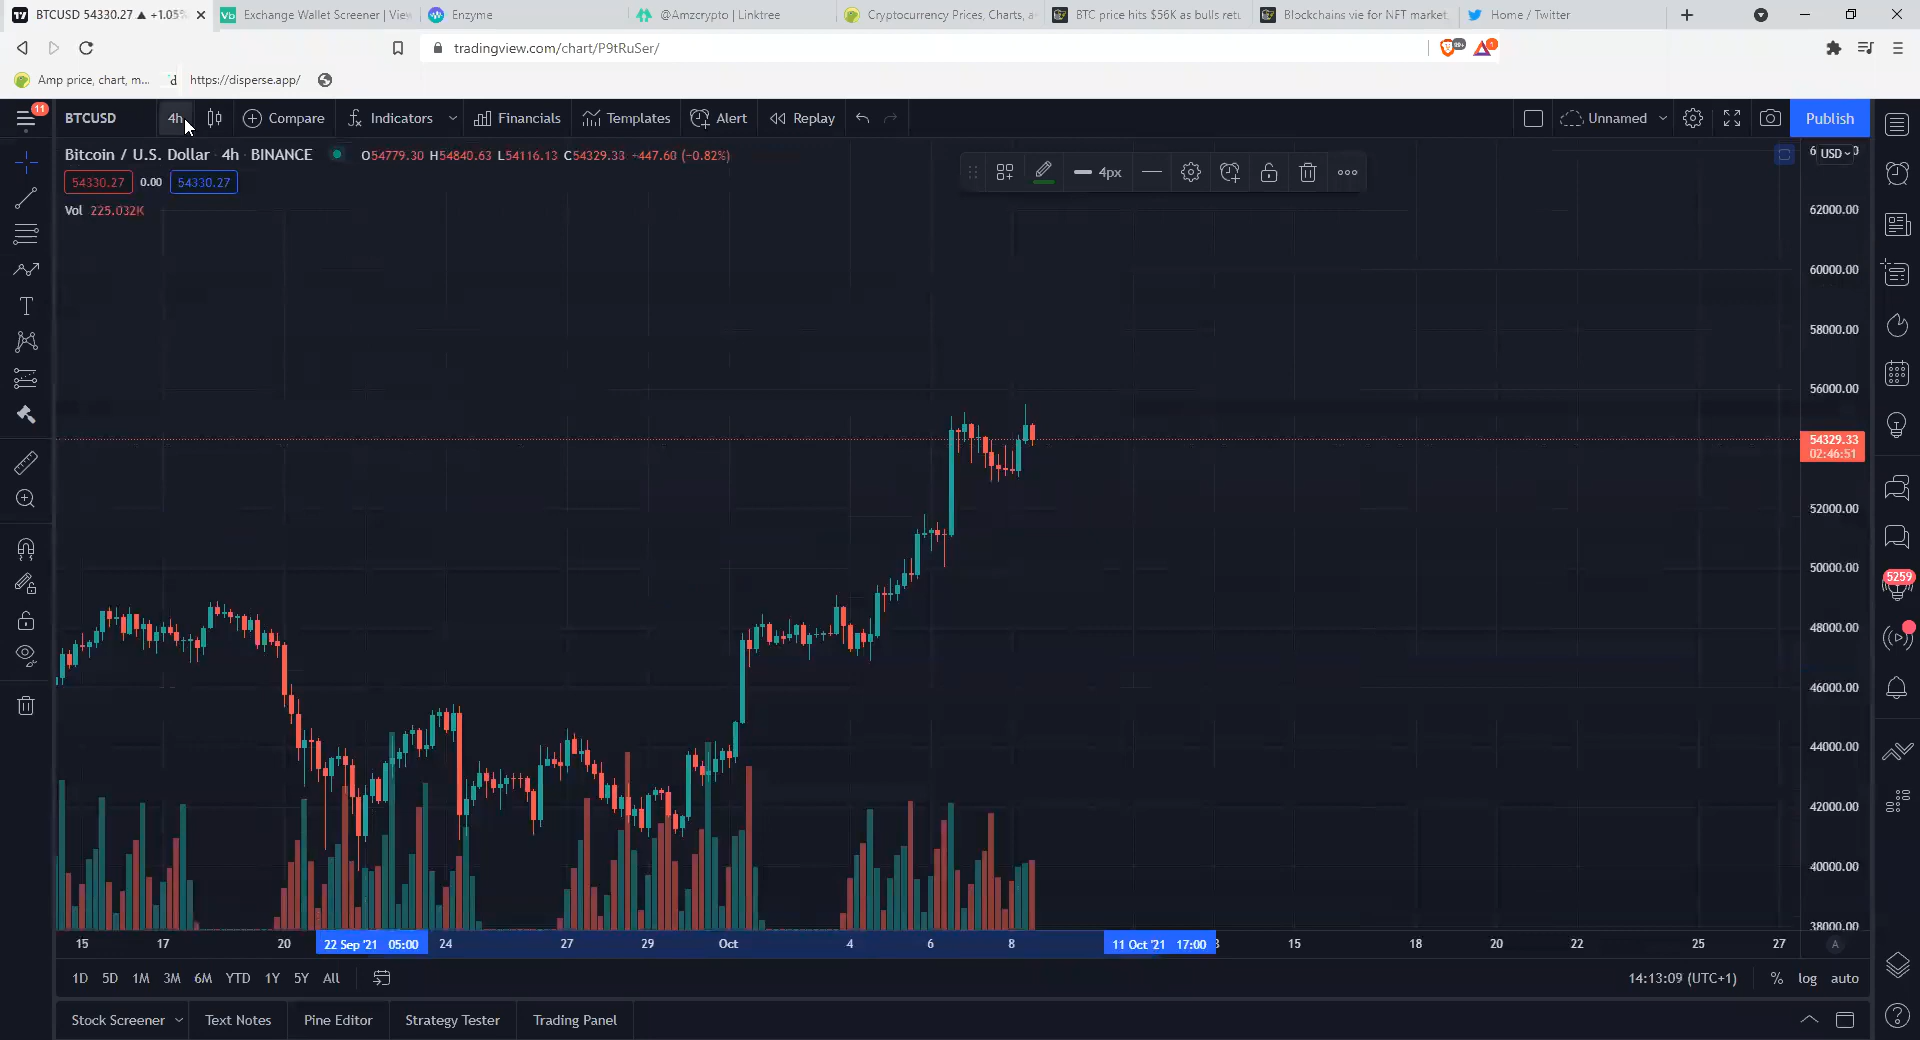 BTCUSD 54330.27 ▲ +1.05%
Exchange Wallet Screener | Vie
Enzyme
@Amzcrypto | Linktree
Cryptocurrency Prices, Charts, a
BTC price hits $56K as bulls retu
Blockchains vie for NFT market
Home / Twitter
tradingview.com/chart/P9tRuSer/
99+
1
Amp price, chart, m...
d https://disperse.app/
11
BTCUSD
4h
Compare
Indicators
Financials
Templates
Alert
Replay
Unnamed
Publish
Bitcoin / U.S. Dollar 4h BINANCE
O54779.30 H54840.63 L54116.13 C54329.33 −447.60 (−0.82%)
54330.27 0.00 54330.27
Vol 225.032K
4px
USD
62000.00
60000.00
58000.00
56000.00
54329.33
02:46:51
52000.00
50000.00
48000.00
46000.00
44000.00
42000.00
40000.00
38000.00
5259
15 17 20 22 Sep '21 05:00 24 27 29 Oct 4 6 8 11 Oct '21 17:00 15 18 20 22 25 27
A
1D 5D 1M 3M 6M YTD 1Y 5Y All
14:13:09 (UTC+1) % log auto
Stock Screener
Text Notes
Pine Editor
Strategy Tester
Trading Panel